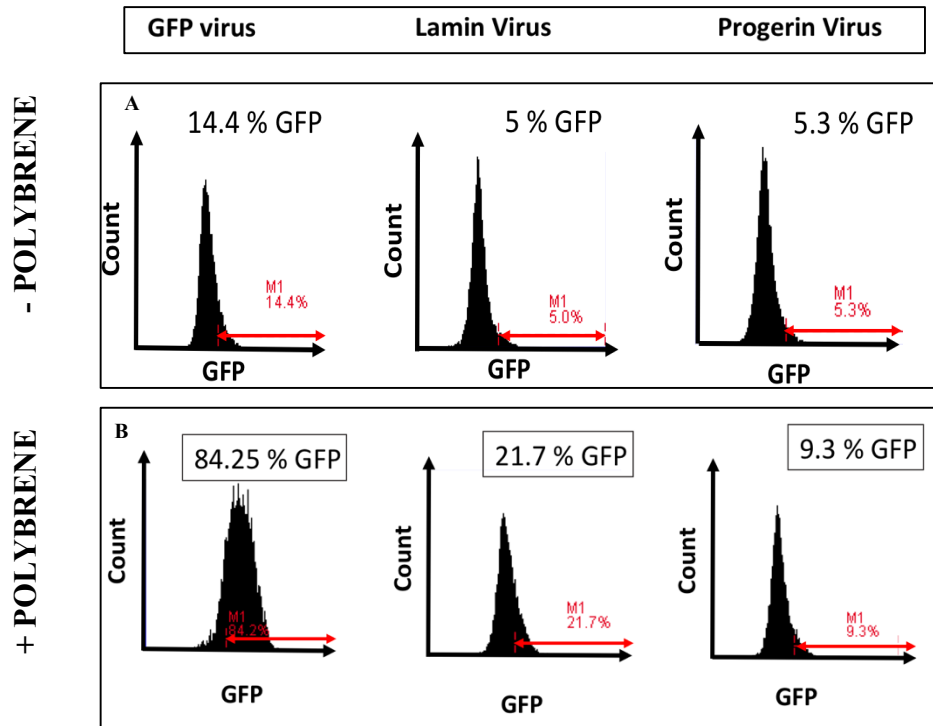 GFP virus Lamin Virus Progerin Virus
- POLYBRENE
A
14.4 % GFP
Count
M1
14.4%
GFP
5 % GFP
Count
M1
5.0%
GFP
5.3 % GFP
Count
M1
5.3%
GFP
+ POLYBRENE
B
84.25 % GFP
Count
M1
84.2%
GFP
21.7 % GFP
Count
M1
21.7%
GFP
9.3 % GFP
Count
M1
9.3%
GFP